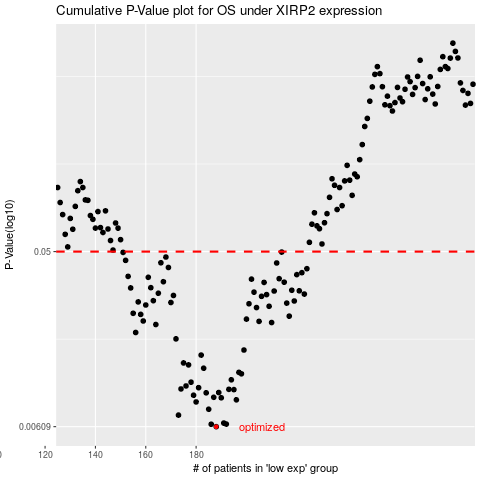 Cumulative P-Value plot for OS under XIRP2 expression
P-Value(log10)
0.05
0.00609
optimized
0 120 140 160 180
# of patients in 'low exp' group